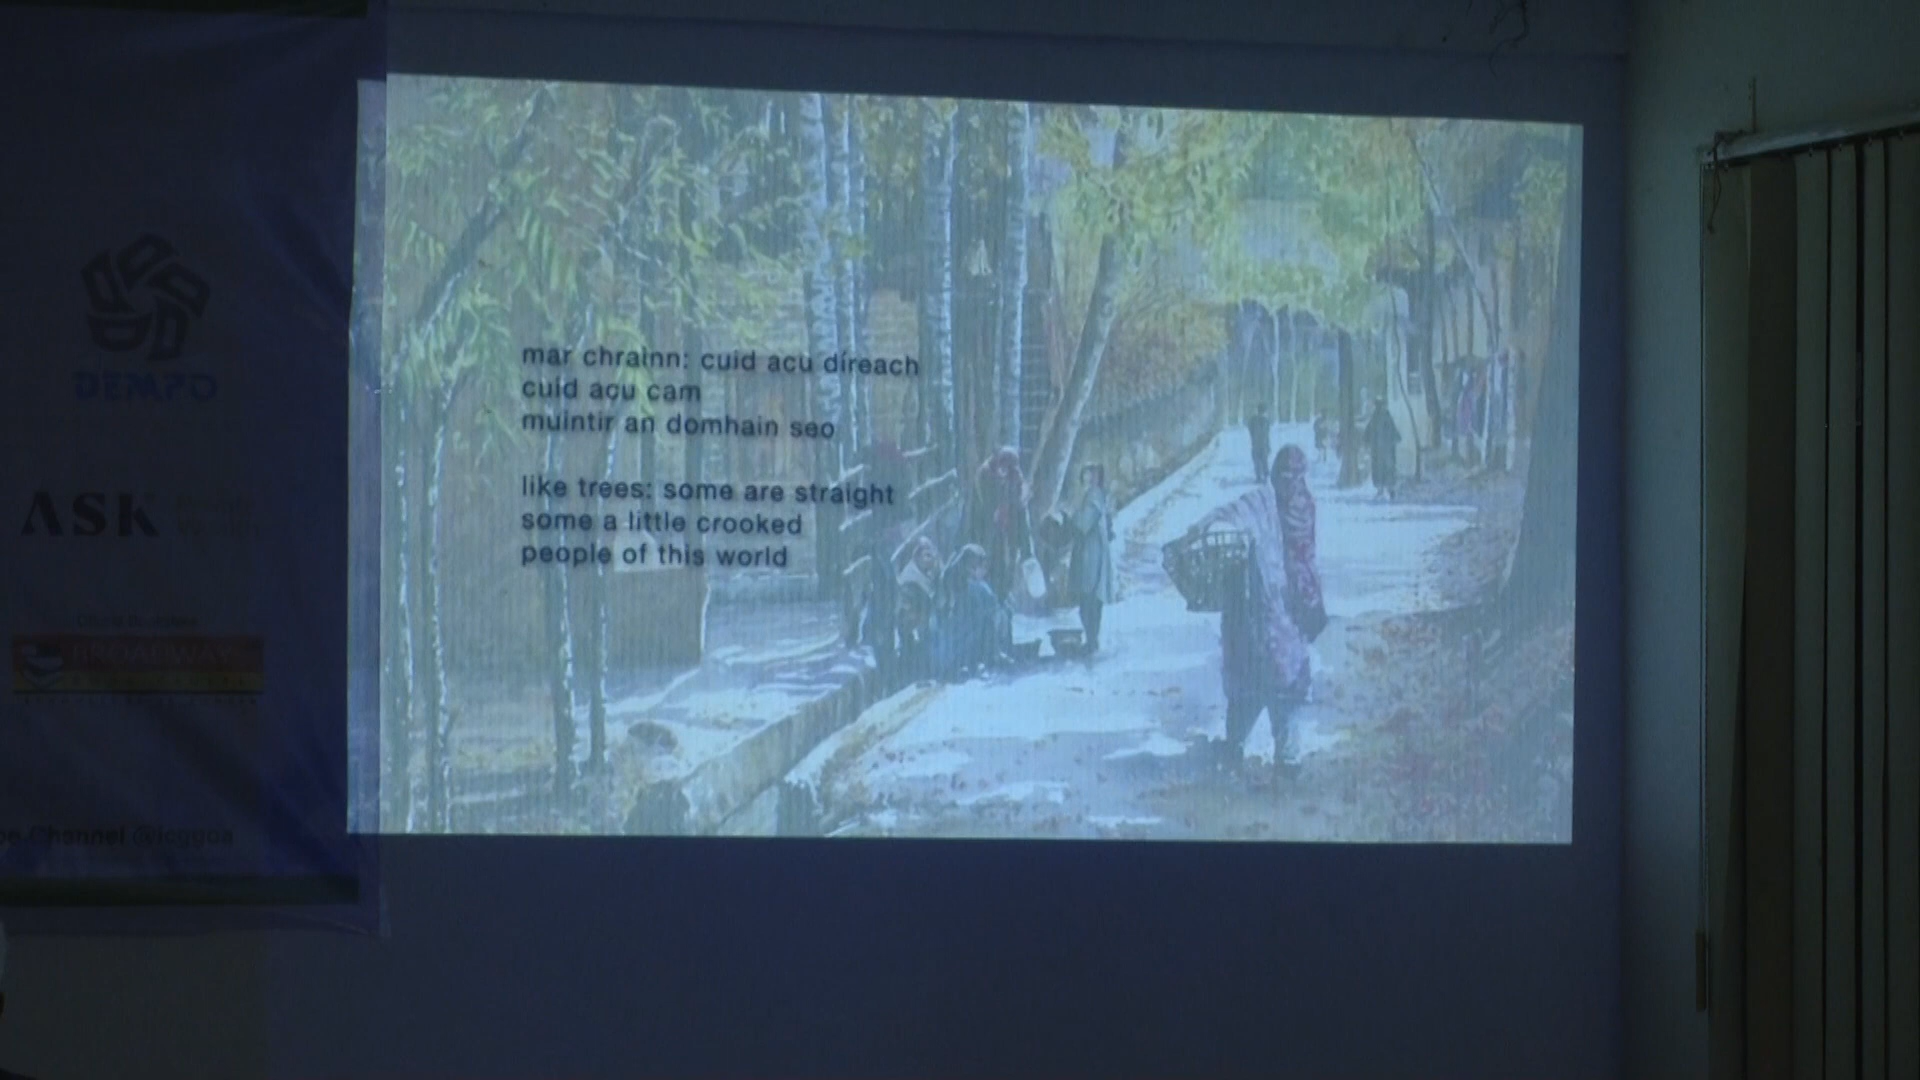 DEMPO
ASK
BROADWAY
Channel @icggoa
mar chrainn: cuid acu díreach
cuid acu cam
muintir an domhain seo
like trees: some are straight
some a little crooked
people of this world